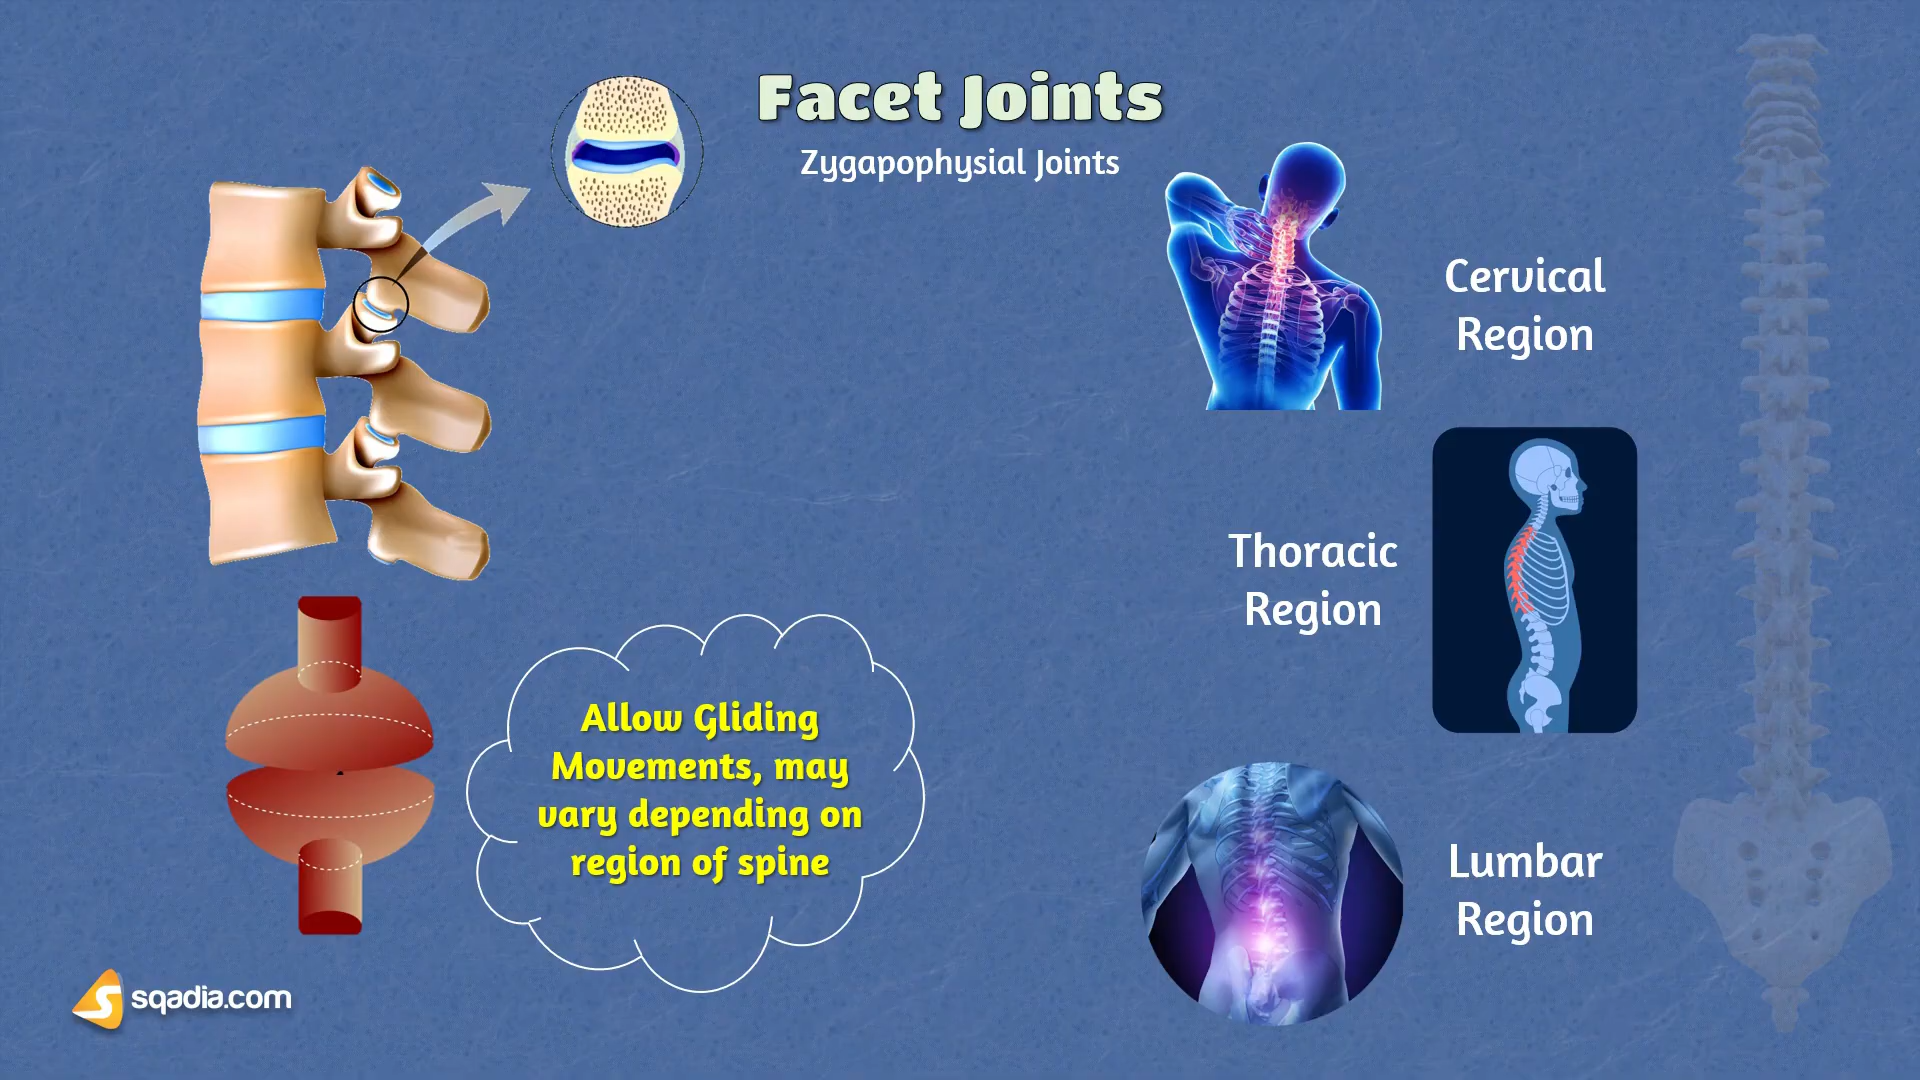 Facet Joints
Zygapophysial Joints
Cervical
Region
Thoracic
Region
Allow Gliding
Movements, may
vary depending on
region of spine
Lumbar
Region
sqadia.com